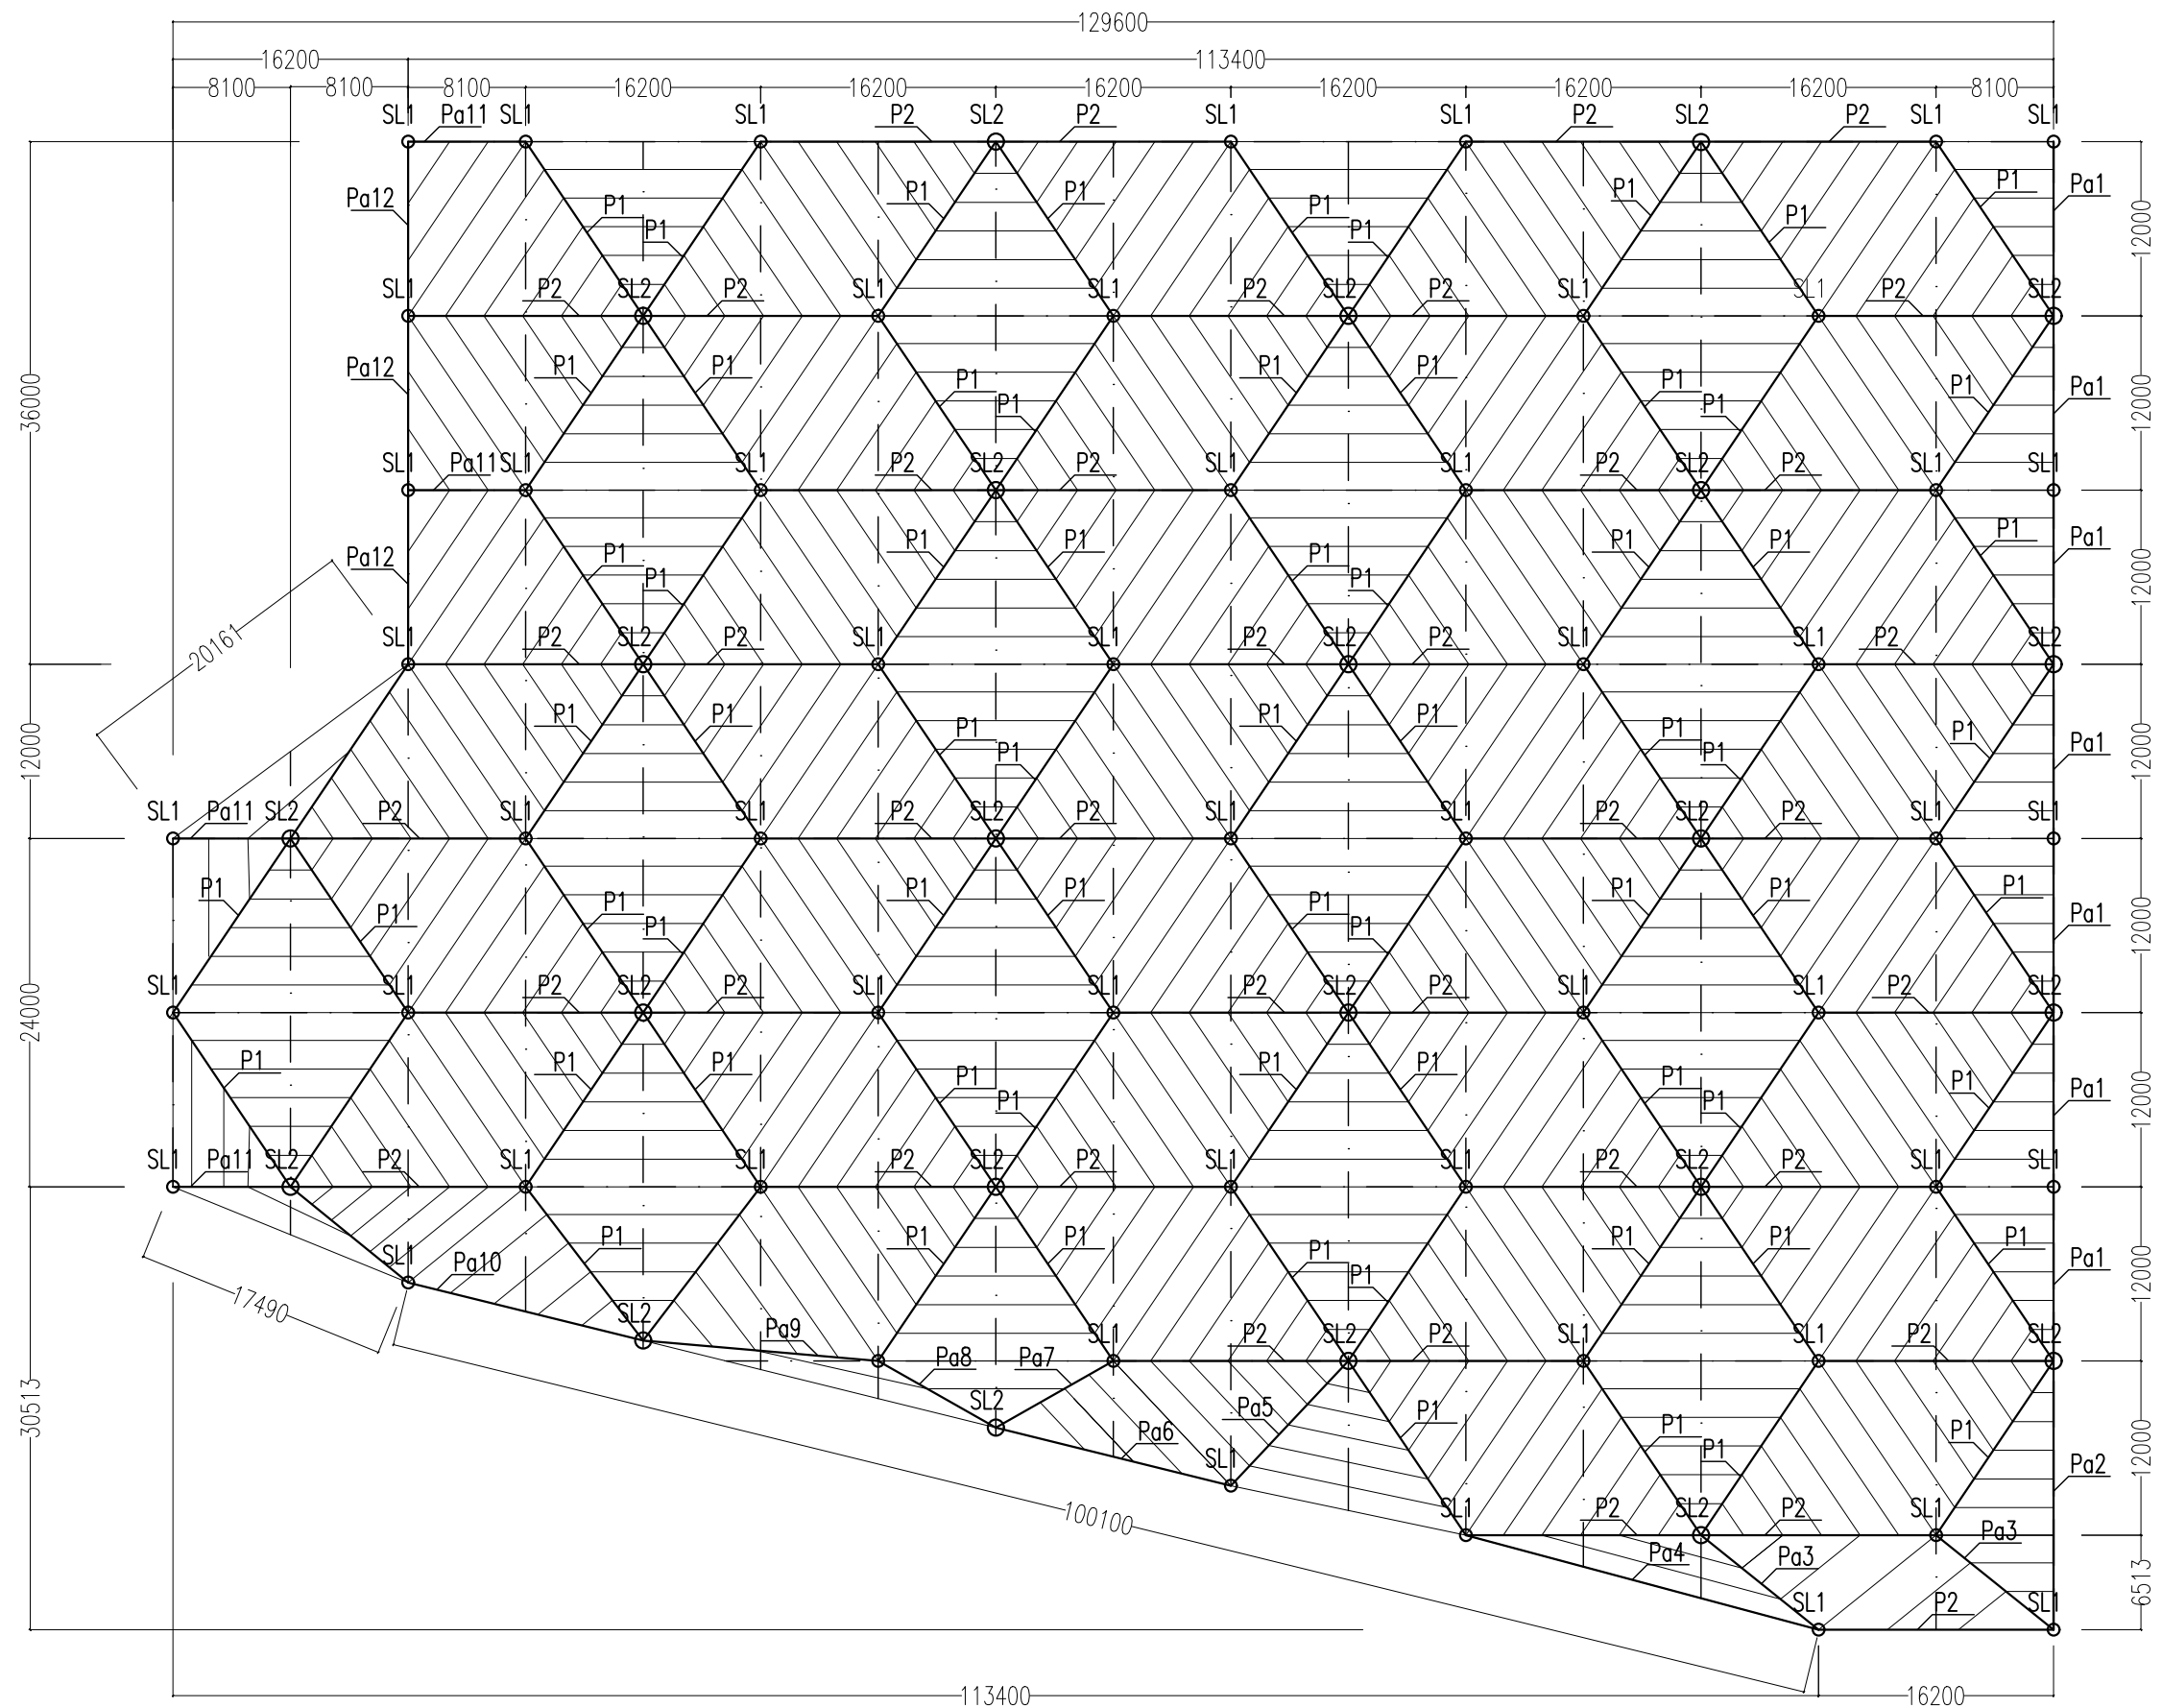 129600
16200 113400
8100 8100 8100 16200 16200 16200 16200 16200 16200 8100
SL1 Pa11 SL1 SL1 P2 SL2 P2 SL1 SL1 P2 SL2 P2 SL1 SL1
Pa12 P1 P1 P1 P1 P1 P1 P1 P1 P1 Pa1 12000
SL1 P2 SL2 P2 SL1 SL1 P2 SL2 P2 SL1 SL1 P2 SL2
36000 Pa12 P1 P1 P1 P1 P1 P1 P1 P1 P1 Pa1 12000
SL1 Pa11 SL1 SL1 P2 SL2 P2 SL1 SL1 P2 SL2 P2 SL1 SL1
Pa12 P1 P1 P1 P1 P1 P1 P1 P1 P1 Pa1 12000
20161
SL1 P2 SL2 P2 SL1 SL1 P2 SL2 P2 SL1 SL1 P2 SL2
12000 P1 P1 P1 P1 P1 P1 P1 P1 P1 Pa1 12000
SL1 Pa11 SL2 P2 SL1 SL1 P2 SL2 P2 SL1 SL1 P2 SL2 P2 SL1 SL1
P1 P1 P1 P1 P1 P1 P1 P1 P1 P1 P1 Pa1 12000
24000
SL1 SL1 P2 SL2 P2 SL1 SL1 P2 SL2 P2 SL1 SL1 P2 SL2
P1 P1 P1 P1 P1 P1 P1 P1 P1 P1 Pa1 12000
SL1 Pa11 SL2 P2 SL1 SL1 P2 SL2 P2 SL1 SL1 P2 SL2 P2 SL1 SL1
P1 P1 P1 P1 P1 P1 P1 P1 Pa1 12000
SL1 Pa10
17490
SL2 Pa9 SL1 P2 SL2 P2 SL1 SL1 P2 SL2
Pa8 Pa7
30513 SL2 Pa5 P1 P1 P1 P1 Pa2 12000
Pa6 SL1
100100
SL1 P2 SL2 P2 SL1 Pa3
Pa4 Pa3 6513
SL1 P2 SL1
113400 16200